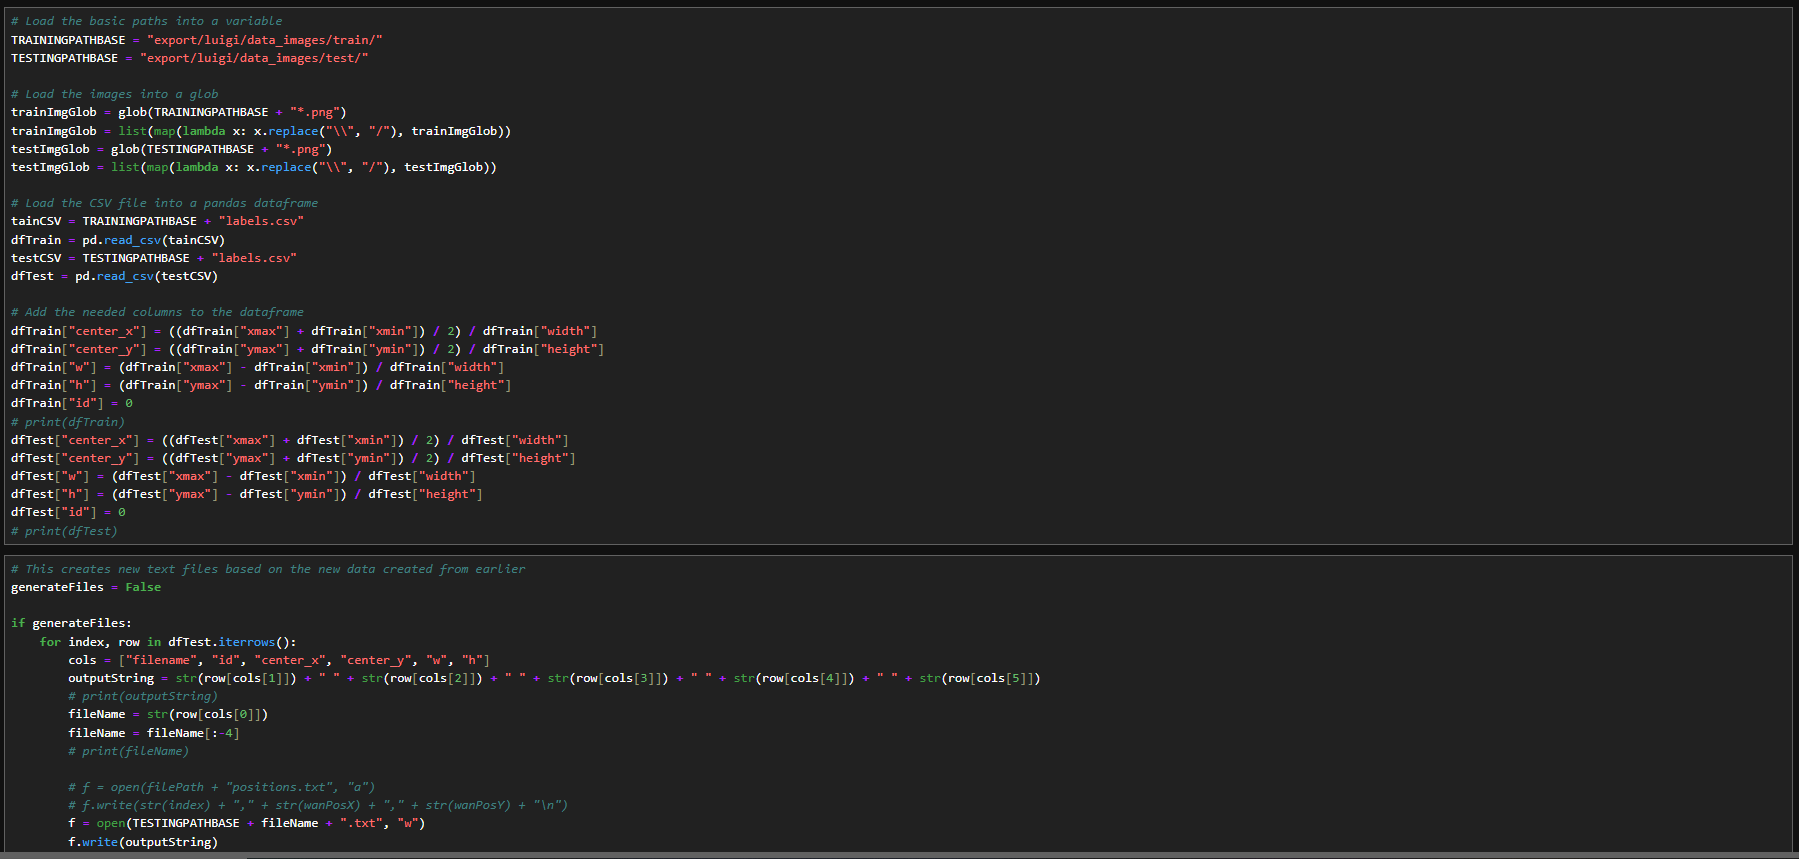 # Load the basic paths into a variable
TRAININGPATHBASE = "export/luigi/data_images/train/"
TESTINGPATHBASE = "export/luigi/data_images/test/"
# Load the images into a glob
trainImgGlob = glob(TRAININGPATHBASE + "*.png")
trainImgGlob = list(map(lambda x: x.replace("\\", "/"), trainImgGlob))
testImgGlob = glob(TESTINGPATHBASE + "*.png")
testImgGlob = list(map(lambda x: x.replace("\\", "/"), testImgGlob))
# Load the CSV file into a pandas dataframe
tainCSV = TRAININGPATHBASE + "labels.csv"
dfTrain = pd.read_csv(tainCSV)
testCSV = TESTINGPATHBASE + "labels.csv"
dfTest = pd.read_csv(testCSV)
# Add the needed columns to the dataframe
dfTrain["center_x"] = ((dfTrain["xmax"] + dfTrain["xmin"]) / 2) / dfTrain["width"]
dfTrain["center_y"] = ((dfTrain["ymax"] + dfTrain["ymin"]) / 2) / dfTrain["height"]
dfTrain["w"] = (dfTrain["xmax"] - dfTrain["xmin"]) / dfTrain["width"]
dfTrain["h"] = (dfTrain["ymax"] - dfTrain["ymin"]) / dfTrain["height"]
dfTrain["id"] = 0
# print(dfTrain)
dfTest["center_x"] = ((dfTest["xmax"] + dfTest["xmin"]) / 2) / dfTest["width"]
dfTest["center_y"] = ((dfTest["ymax"] + dfTest["ymin"]) / 2) / dfTest["height"]
dfTest["w"] = (dfTest["xmax"] - dfTest["xmin"]) / dfTest["width"]
dfTest["h"] = (dfTest["ymax"] - dfTest["ymin"]) / dfTest["height"]
dfTest["id"] = 0
# print(dfTest)
# This creates new text files based on the new data created from earlier
generateFiles = False
if generateFiles:
    for index, row in dfTest.iterrows():
        cols = ["filename", "id", "center_x", "center_y", "w", "h"]
        outputString = str(row[cols[1]]) + " " + str(row[cols[2]]) + " " + str(row[cols[3]]) + " " + str(row[cols[4]]) + " " + str(row[cols[5]])
        # print(outputString)
        fileName = str(row[cols[0]])
        fileName = fileName[:-4]
        # print(fileName)
        # f = open(filePath + "positions.txt", "a")
        # f.write(str(index) + "," + str(wanPosX) + "," + str(wanPosY) + "\n")
        f = open(TESTINGPATHBASE + fileName + ".txt", "w")
        f.write(outputString)